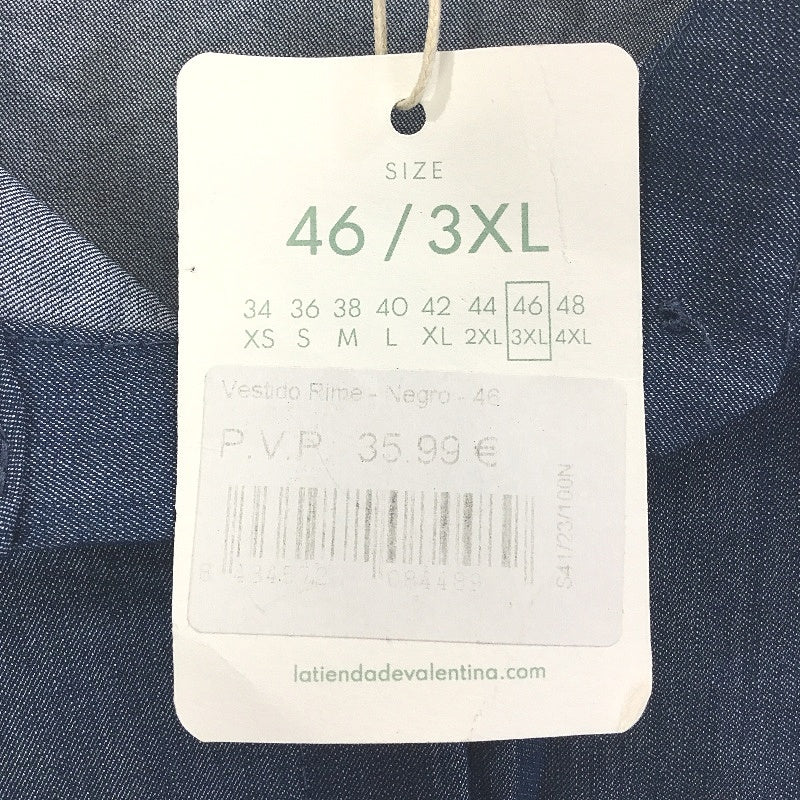 SIZE
46 / 3XL
34 36 38 40 42 44 46 48
XS S M L XL 2XL 3XL 4XL
Vestido Rime - Negro - 46
P.V.P. 35.99 €
S41/23/100N
084489
latiendadevalentina.com